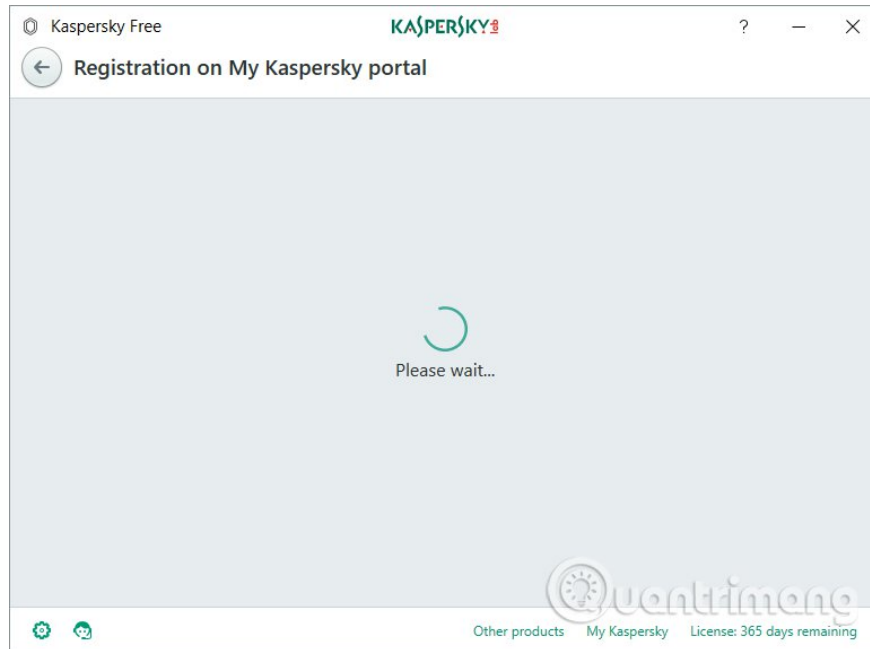 Kaspersky Free KASPERSKY lab ? 
Registration on My Kaspersky portal
Please wait...
Quantrimang
Other products My Kaspersky License: 365 days remaining